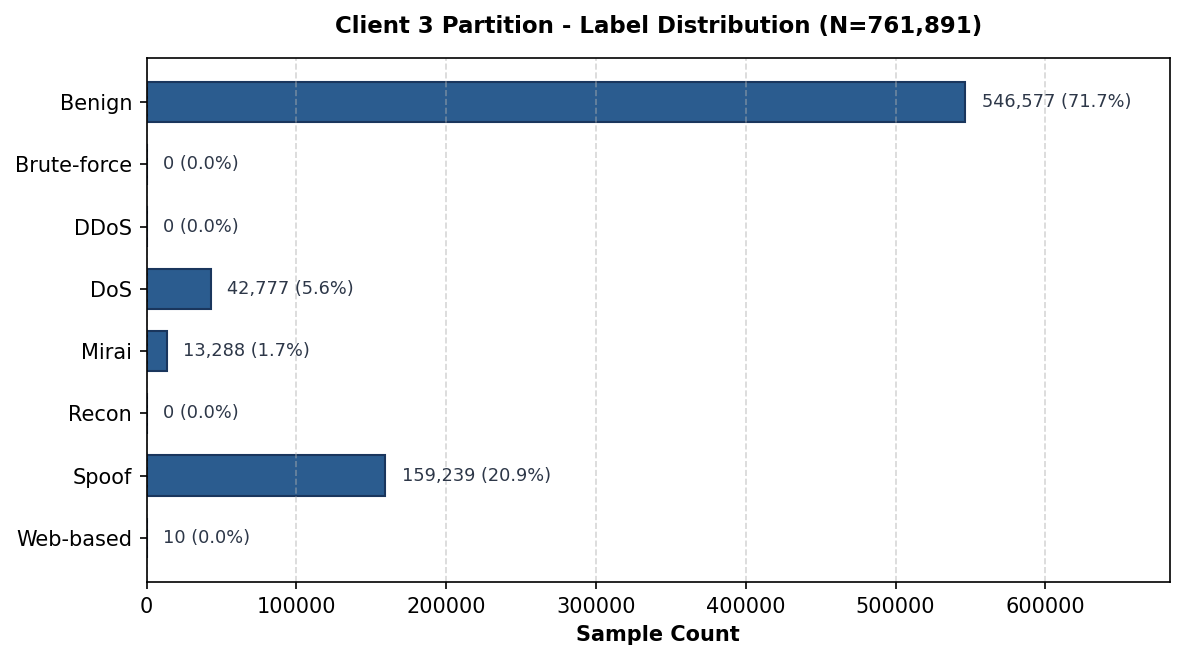 Client 3 Partition - Label Distribution (N=761,891)
Benign 546,577 (71.7%)
Brute-force 0 (0.0%)
DDoS 0 (0.0%)
DoS 42,777 (5.6%)
Mirai 13,288 (1.7%)
Recon 0 (0.0%)
Spoof 159,239 (20.9%)
Web-based 10 (0.0%)
0 100000 200000 300000 400000 500000 600000
Sample Count